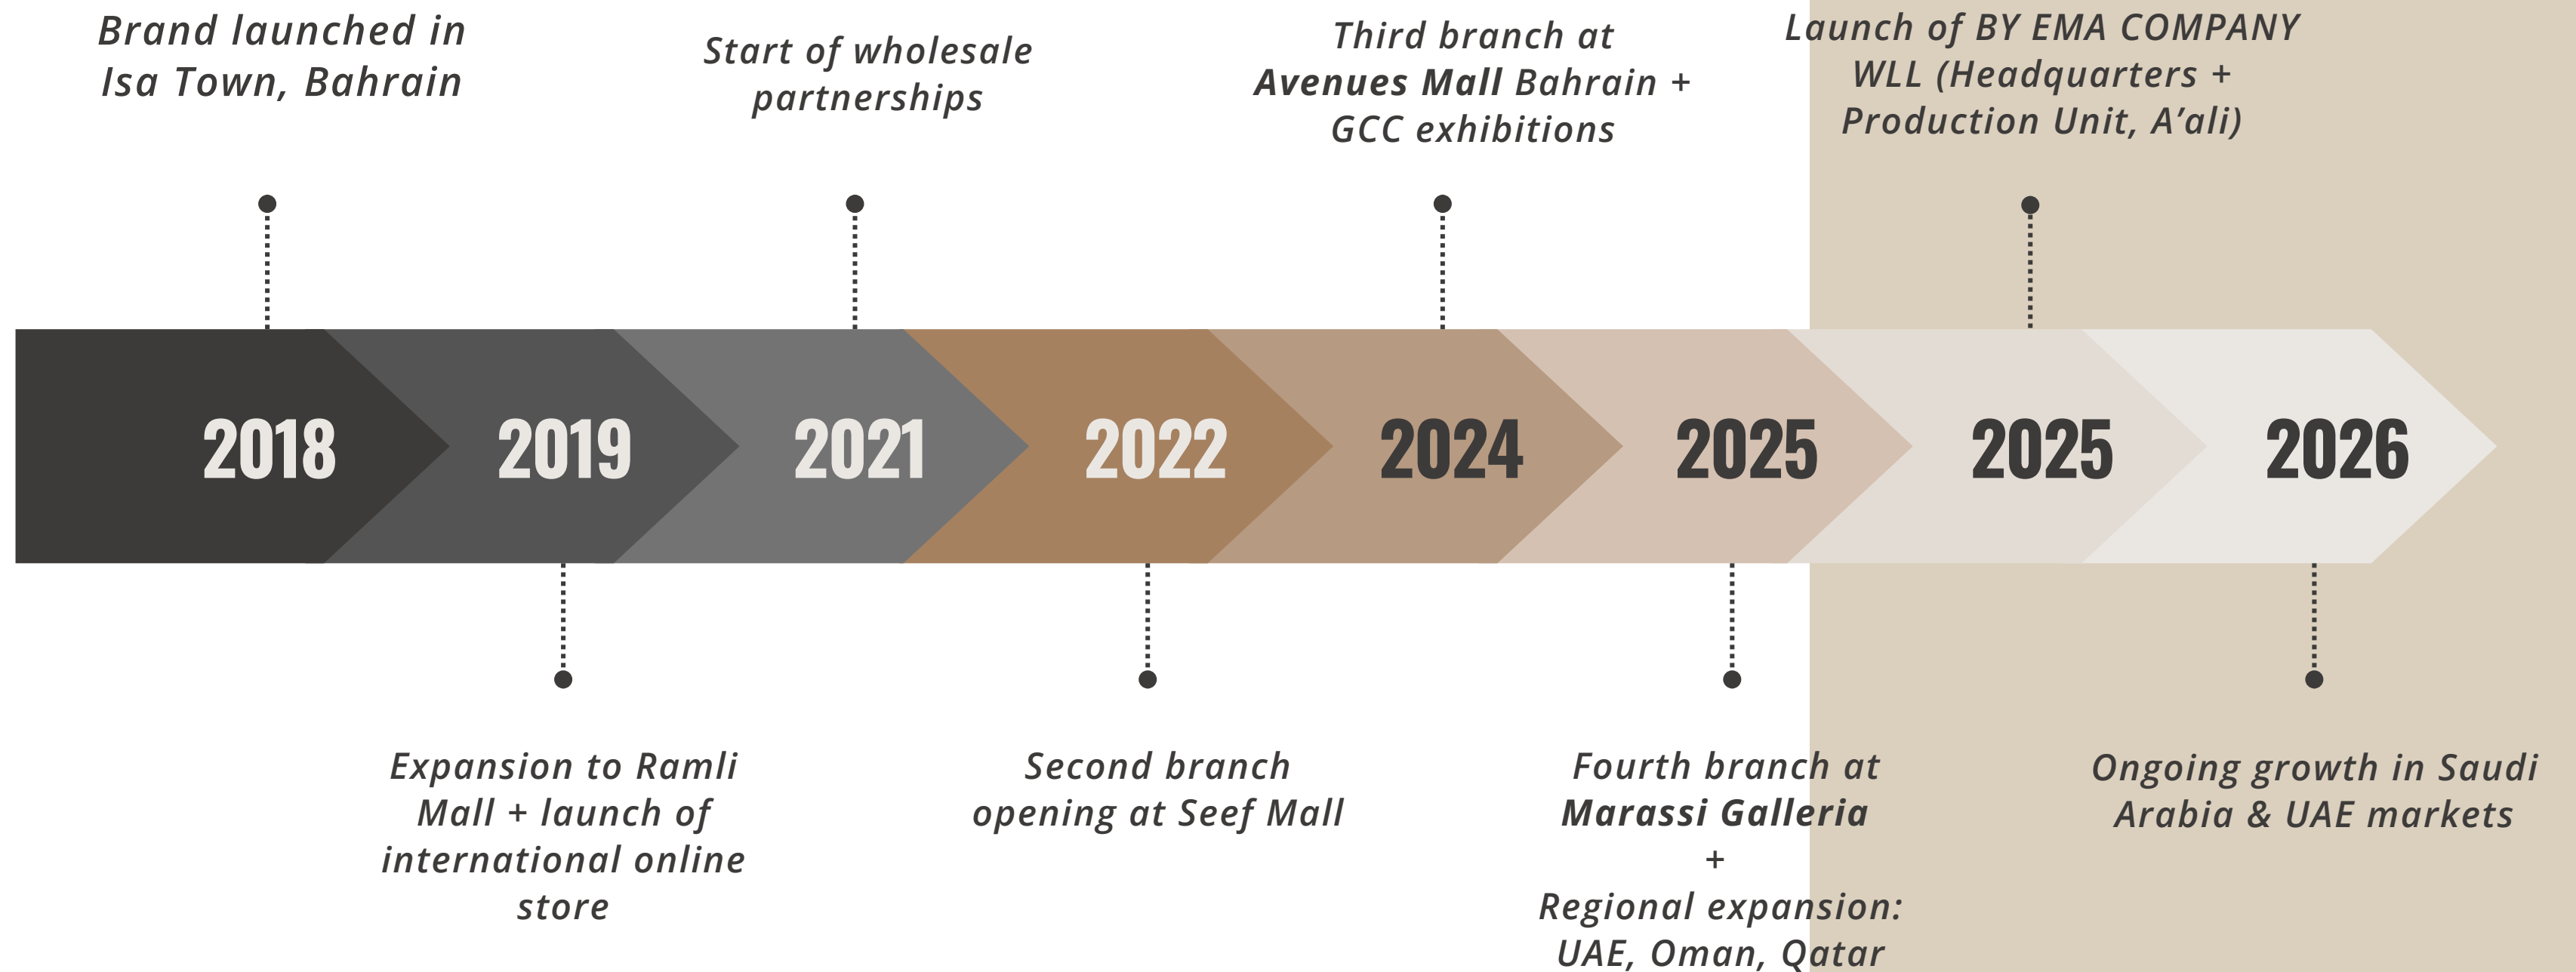 Brand launched in
Isa Town, Bahrain
Start of wholesale
partnerships
Third branch at
Avenues Mall Bahrain +
GCC exhibitions
Launch of BY EMA COMPANY
WLL (Headquarters +
Production Unit, A’ali)
2018
2019
2021
2022
2024
2025
2025
2026
Expansion to Ramli
Mall + launch of
international online
store
Second branch
opening at Seef Mall
Fourth branch at
Marassi Galleria
+
Regional expansion:
UAE, Oman, Qatar
Ongoing growth in Saudi
Arabia & UAE markets